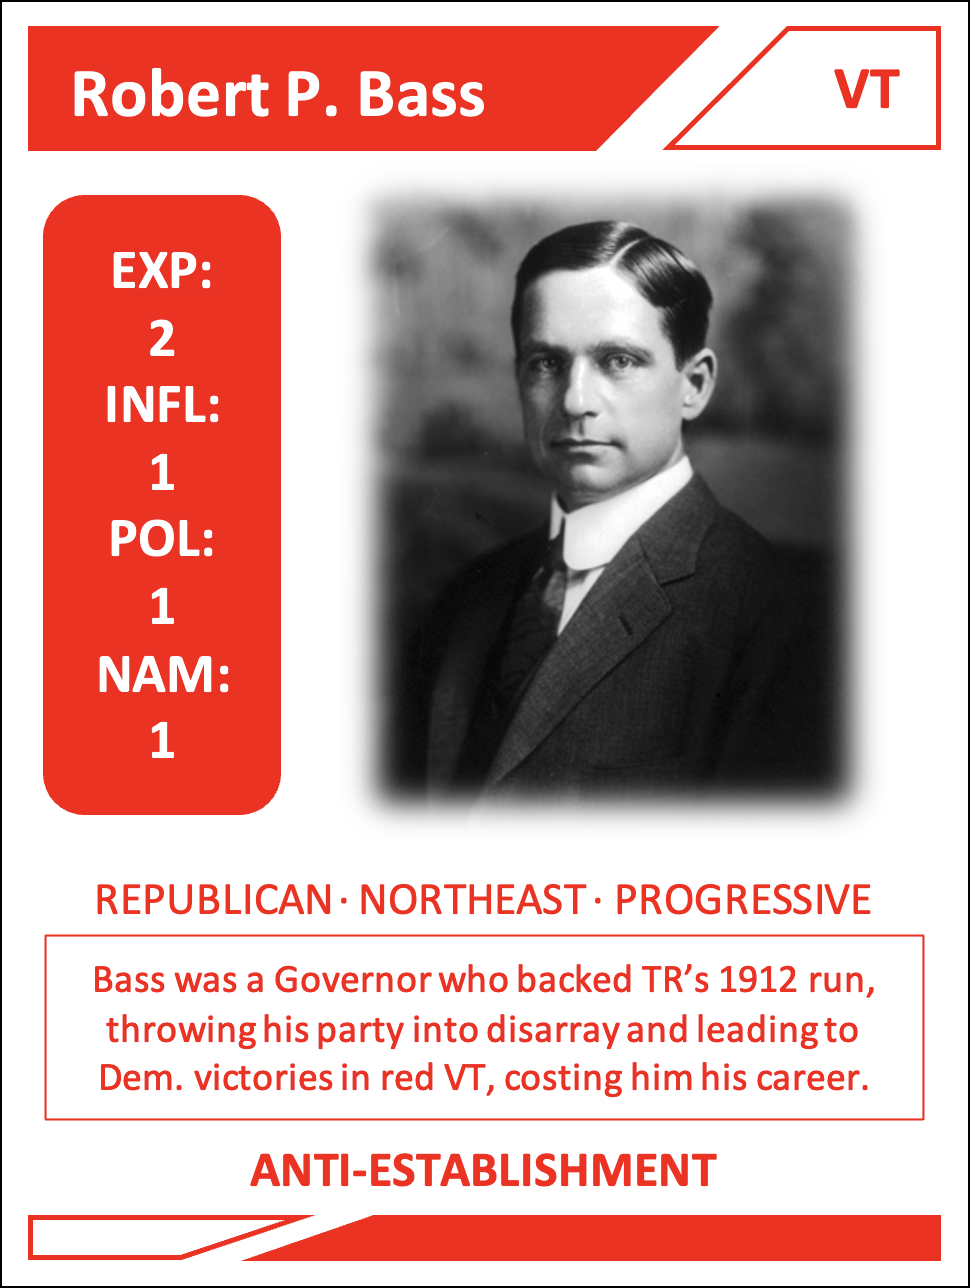 Robert P. Bass
VT
EXP:
2
INFL:
1
POL:
1
NAM:
1
REPUBLICAN · NORTHEAST · PROGRESSIVE
Bass was a Governor who backed TR’s 1912 run,
throwing his party into disarray and leading to
Dem. victories in red VT, costing him his career.
ANTI-ESTABLISHMENT